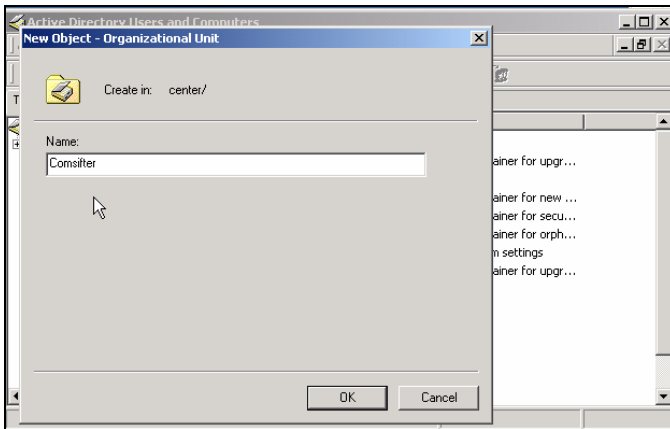 Active Directory Users and Computers
New Object - Organizational Unit
Create in: center/
T
Name:
Comsifter
ainer for upgr...
ainer for new ...
ainer for secu...
ainer for orph...
m settings
ainer for upgr...
OK
Cancel